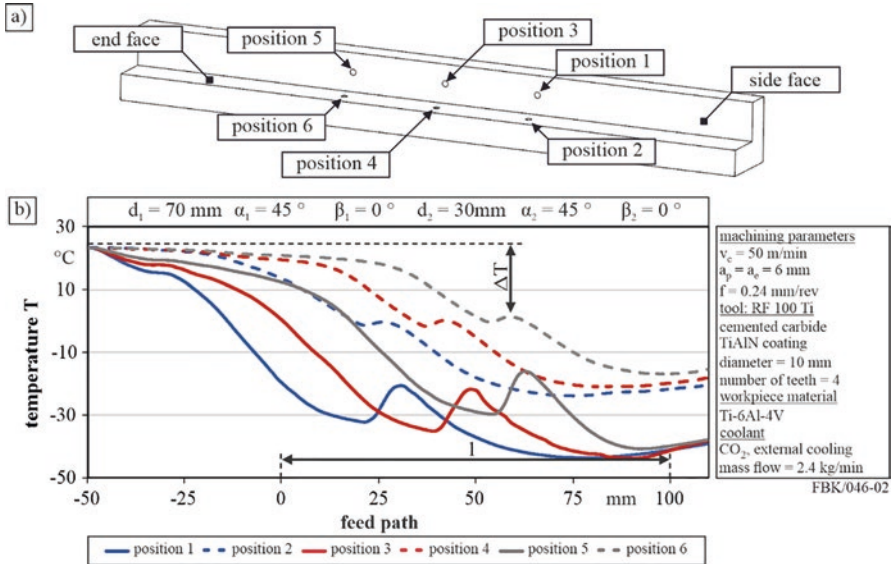 a)
end face
position 5
position 3
position 1
side face
position 6
position 4
position 2
b)
d₁ = 70 mm α₁ = 45 ° β₁ = 0 ° d₂ = 30mm α₂ = 45 ° β₂ = 0 °
30
°C
10
-10
-30
-50
temperature T
ΔT
l
-50 -25 0 25 50 75 mm 100
feed path
machining parameters
v_c = 50 m/min
a_p = a_e = 6 mm
f = 0.24 mm/rev
tool: RF 100 Ti
cemented carbide
TiAlN coating
diameter = 10 mm
number of teeth = 4
workpiece material
Ti-6Al-4V
coolant
CO₂, external cooling
mass flow = 2.4 kg/min
FBK/046-02
position 1 position 2 position 3 position 4 position 5 position 6